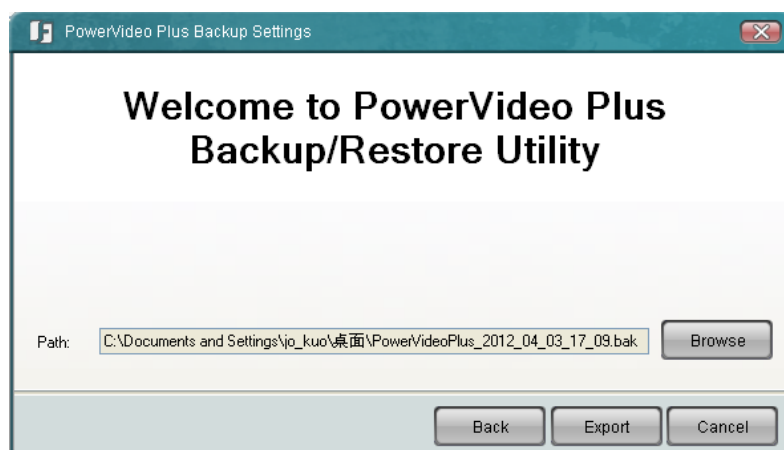 PowerVideo Plus Backup Settings
Welcome to PowerVideo Plus
Backup/Restore Utility
Path:
C:\Documents and Settings\jo_kuo\桌面\PowerVideoPlus_2012_04_03_17_09.bak
Browse
Back
Export
Cancel